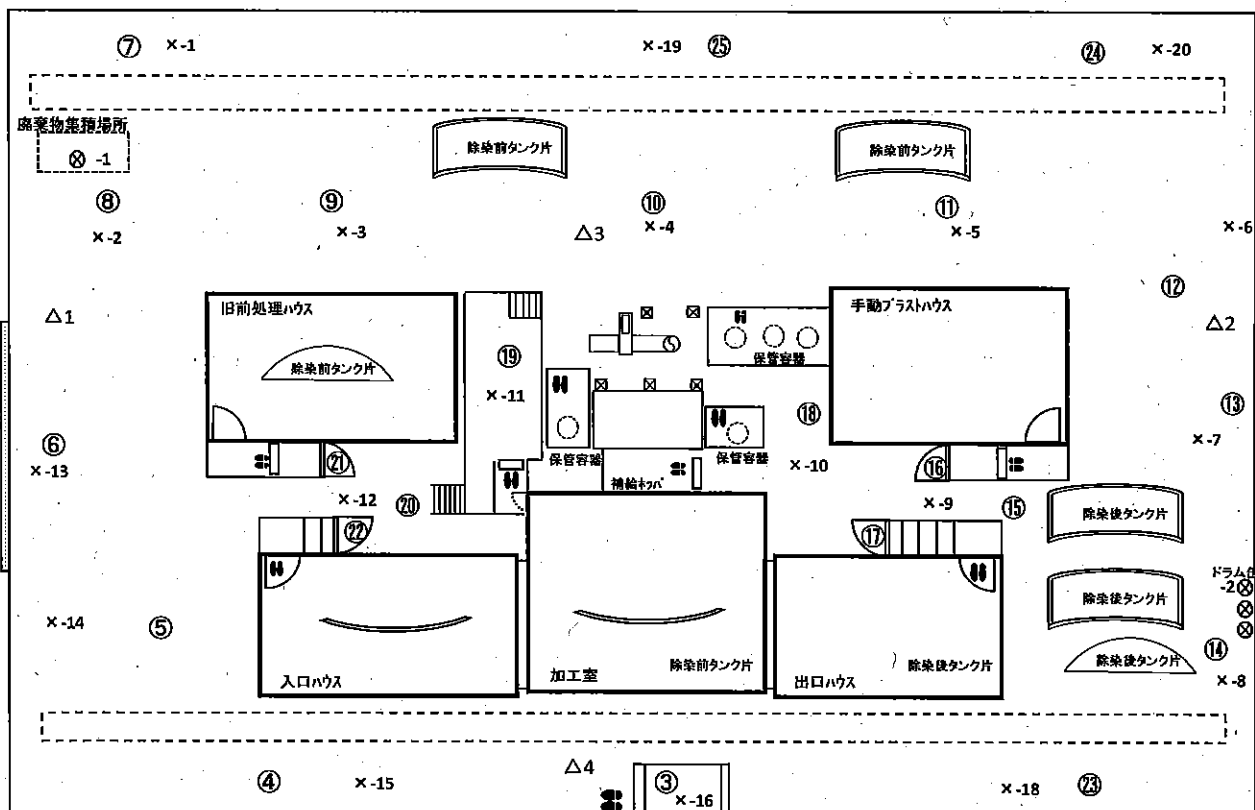 ⑦ ×-1 ×-19 ㉕ ㉔ ×-20
廃棄物集積場所
⊗ -1
除染前タンク片 除染前タンク片
⑧ ⑨ ⑩ ⑪
×-2 ×-3 △3 ×-4 ×-5 ×-6
⑫
旧前処理ハウス 手動ブラストハウス
△1 △2
⑲ 保管容器
除染前タンク片
×-11
⑱ ⑬
⑥ ×-7
×-13 ㉑ 保管容器 保管容器 ×-10 ⑯
補給ホッパ
×-12 ⑳ ×-9 ⑮
除染後タンク片
㉒ ⑰
ドラム缶
-2
除染後タンク片
×-14 ⑤
⑭
除染前タンク片 除染後タンク片 除染後タンク片
入口ハウス 加工室 出口ハウス ×-8
④ ×-15 △4 ③ ×-16 ×-18 ㉓